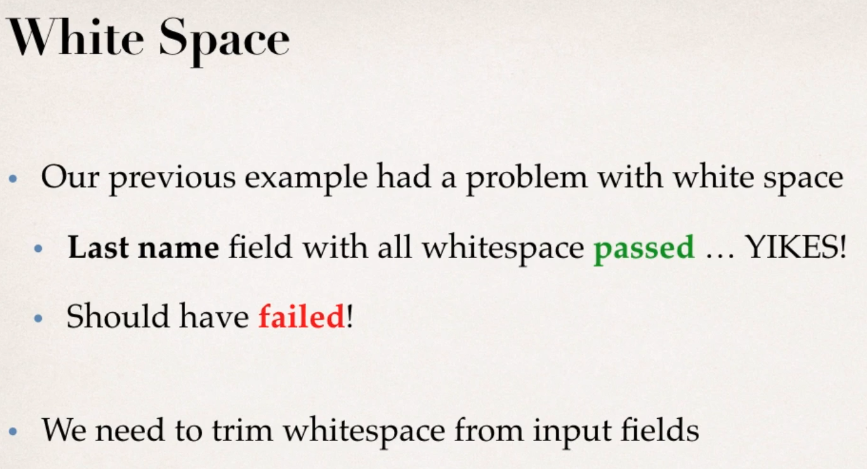 White Space
• Our previous example had a problem with white space
• Last name field with all whitespace passed … YIKES!
• Should have failed!
• We need to trim whitespace from input fields